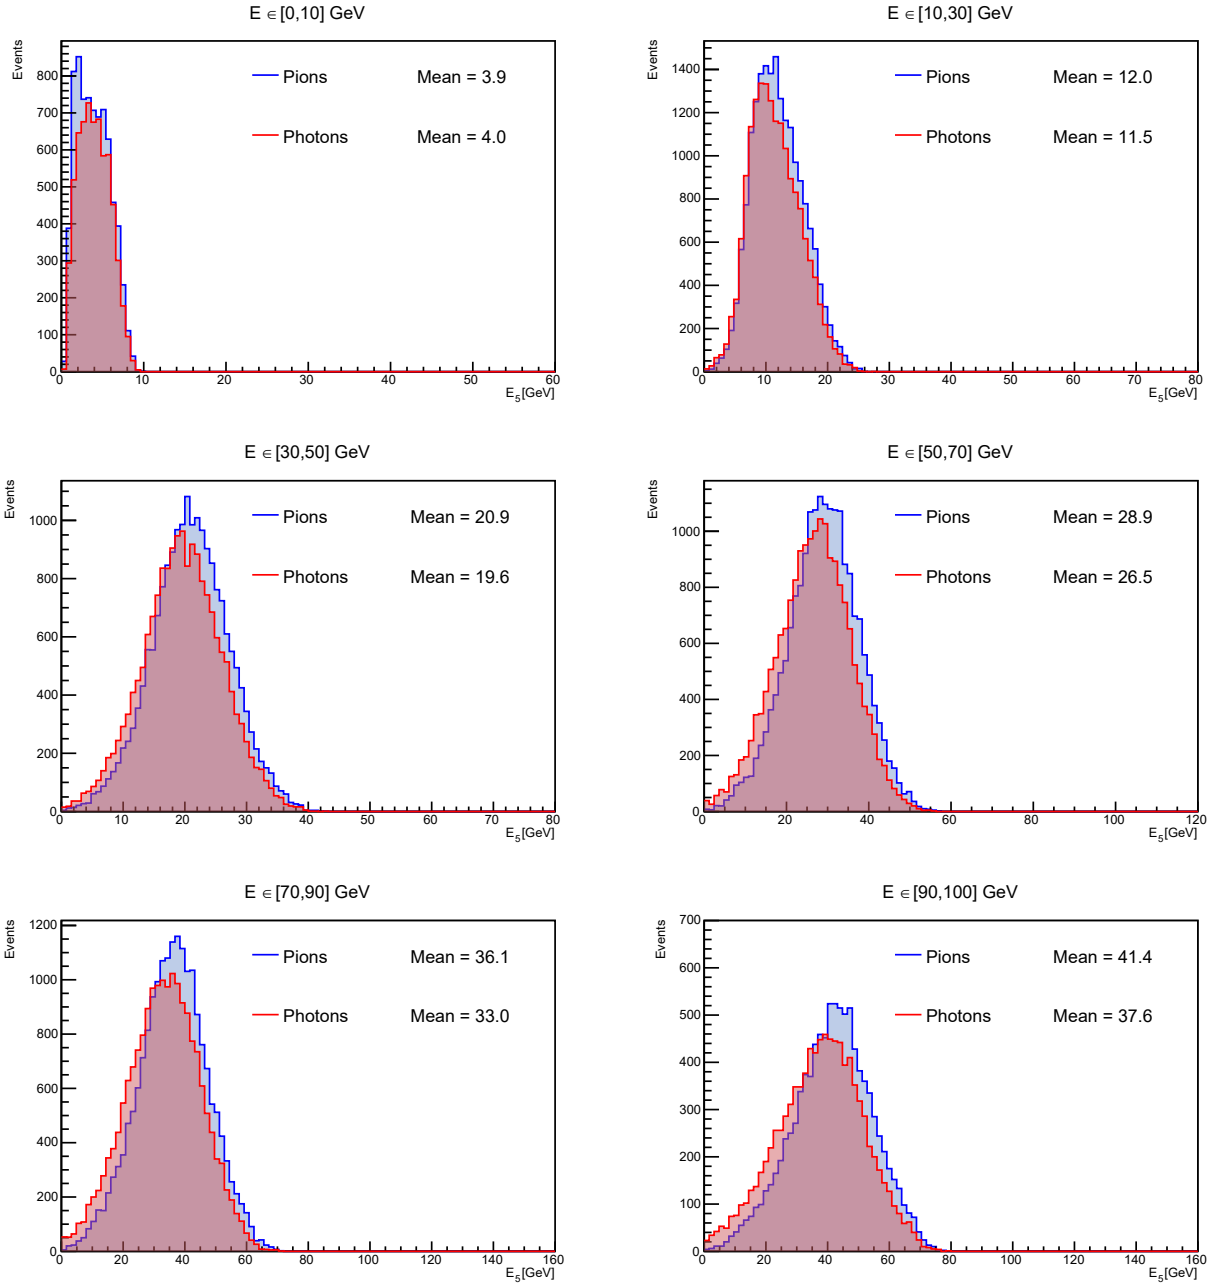 E ∈ [0,10] GeV
Events
Pions Mean = 3.9
Photons Mean = 4.0
800
700
600
500
400
300
200
100
0
0 10 20 30 40 50 60
E5[GeV]
E ∈ [10,30] GeV
Events
Pions Mean = 12.0
Photons Mean = 11.5
1400
1200
1000
800
600
400
200
0
0 10 20 30 40 50 60 70 80
E5[GeV]
E ∈ [30,50] GeV
Events
Pions Mean = 20.9
Photons Mean = 19.6
1000
800
600
400
200
0
0 10 20 30 40 50 60 70 80
E5[GeV]
E ∈ [50,70] GeV
Events
Pions Mean = 28.9
Photons Mean = 26.5
1000
800
600
400
200
0
0 20 40 60 80 100 120
E5[GeV]
E ∈ [70,90] GeV
Events
Pions Mean = 36.1
Photons Mean = 33.0
1200
1000
800
600
400
200
0
0 20 40 60 80 100 120 140 160
E5[GeV]
E ∈ [90,100] GeV
Events
Pions Mean = 41.4
Photons Mean = 37.6
700
600
500
400
300
200
100
0
0 20 40 60 80 100 120 140 160
E5[GeV]